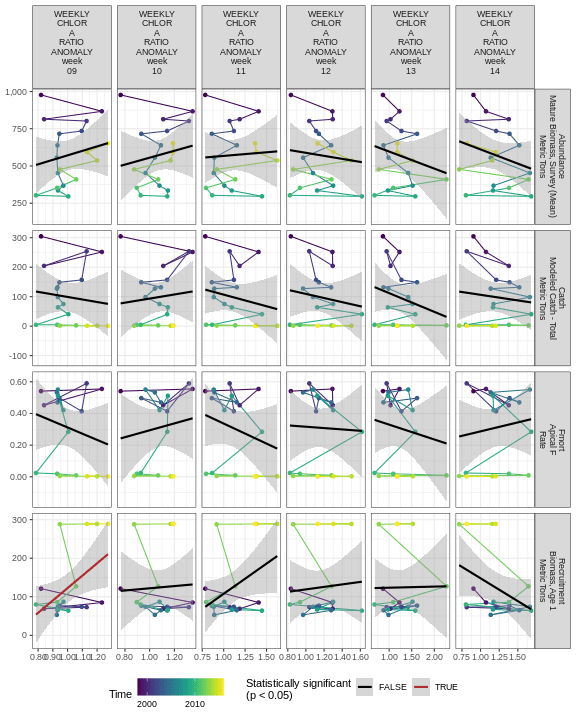 WEEKLY CHLOR A RATIO ANOMALY week 09
WEEKLY CHLOR A RATIO ANOMALY week 10
WEEKLY CHLOR A RATIO ANOMALY week 11
WEEKLY CHLOR A RATIO ANOMALY week 12
WEEKLY CHLOR A RATIO ANOMALY week 13
WEEKLY CHLOR A RATIO ANOMALY week 14
1,000
750
500
250
Abundance
Mature Biomass, Survey (Mean)
Metric Tons
300
200
100
0
-100
Catch
Modelled Catch - Total
Metric Tons
0.60
0.40
0.20
0.00
Fmort
Apical F
Rate
300
200
100
0
Recruitment
Biomass, Age 1
Metric Tons
0.80 0.90 1.00 1.10 1.20
0.80 1.00 1.20
0.75 1.00 1.25 1.50
0.80 1.00 1.20 1.40 1.60
1.00 1.50 2.00
0.75 1.00 1.25 1.50
Time
2000 2010
Statistically significant
(p < 0.05)
FALSE TRUE